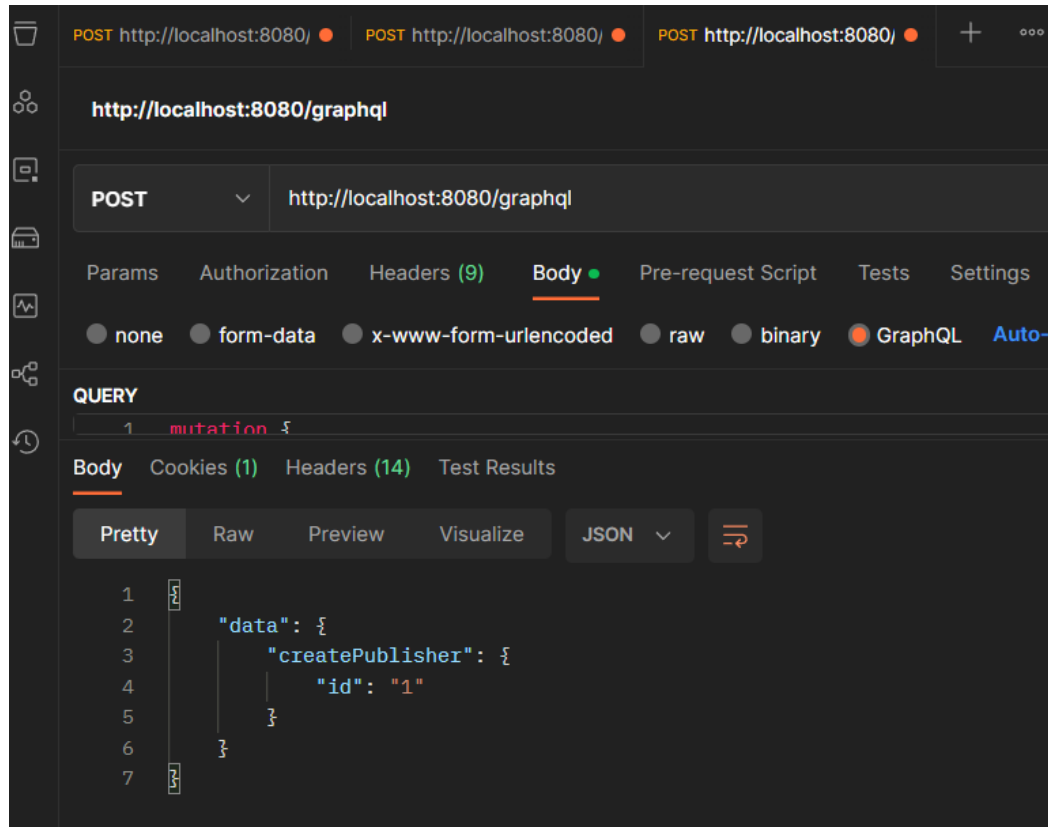 POST http://localhost:8080/ POST http://localhost:8080/ POST http://localhost:8080/
http://localhost:8080/graphql
POST http://localhost:8080/graphql
Params Authorization Headers (9) Body Pre-request Script Tests Settings
none form-data x-www-form-urlencoded raw binary GraphQL Auto-
QUERY
1 mutation {
Body Cookies (1) Headers (14) Test Results
Pretty Raw Preview Visualize JSON
1 {
2 "data": {
3 "createPublisher": {
4 "id": "1"
5 }
6 }
7 }